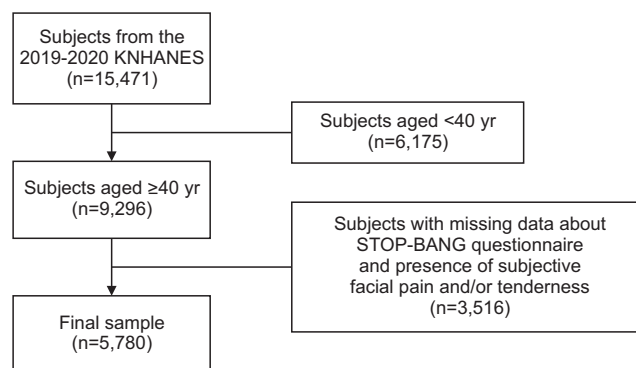 Subjects from the
2019-2020 KNHANES
(n=15,471)
Subjects aged <40 yr
(n=6,175)
Subjects aged ≥40 yr
(n=9,296)
Subjects with missing data about
STOP-BANG questionnaire
and presence of subjective
facial pain and/or tenderness
(n=3,516)
Final sample
(n=5,780)